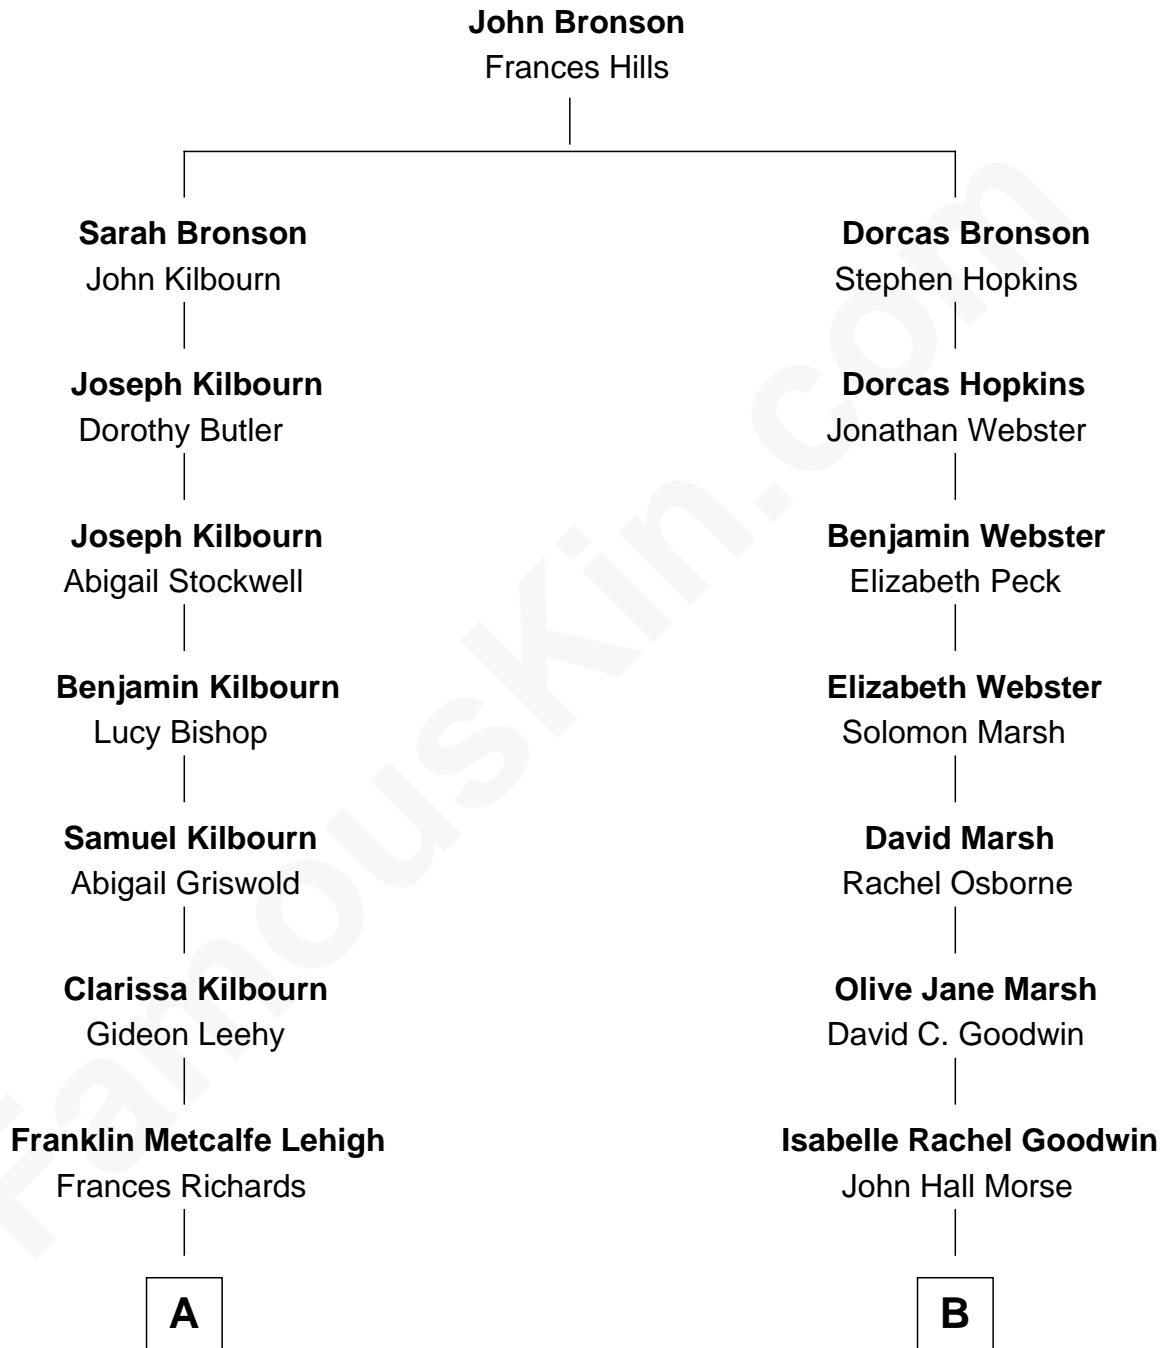 John Bronson
Frances Hills
Sarah Bronson
John Kilbourn
Dorcas Bronson
Stephen Hopkins
Joseph Kilbourn
Dorothy Butler
Dorcas Hopkins
Jonathan Webster
Joseph Kilbourn
Abigail Stockwell
Benjamin Webster
Elizabeth Peck
Benjamin Kilbourn
Lucy Bishop
Elizabeth Webster
Solomon Marsh
Samuel Kilbourn
Abigail Griswold
David Marsh
Rachel Osborne
Clarissa Kilbourn
Gideon Leehy
Olive Jane Marsh
David C. Goodwin
Franklin Metcalfe Lehigh
Frances Richards
Isabelle Rachel Goodwin
John Hall Morse
A
B
FamousKin.com